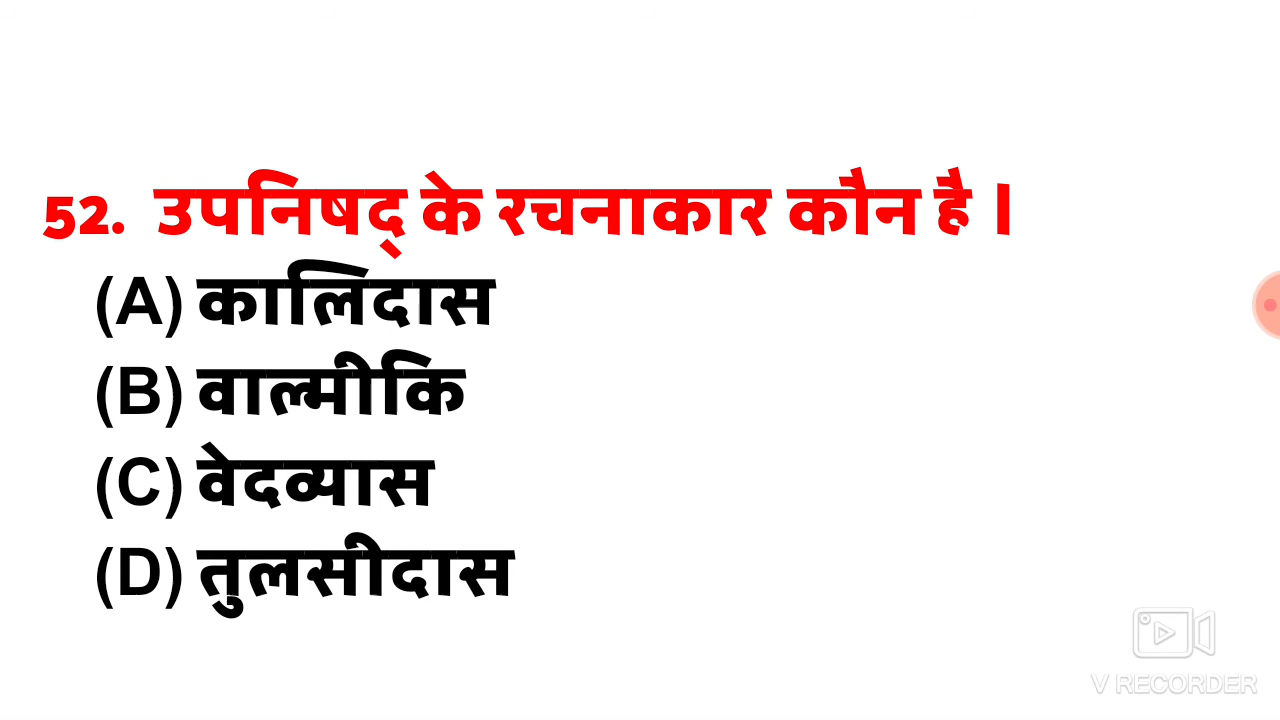 52. उपनिषद् के रचनाकार कौन है ।
(A) कालिदास
(B) वाल्मीकि
(C) वेदव्यास
(D) तुलसीदास
V RECORDER